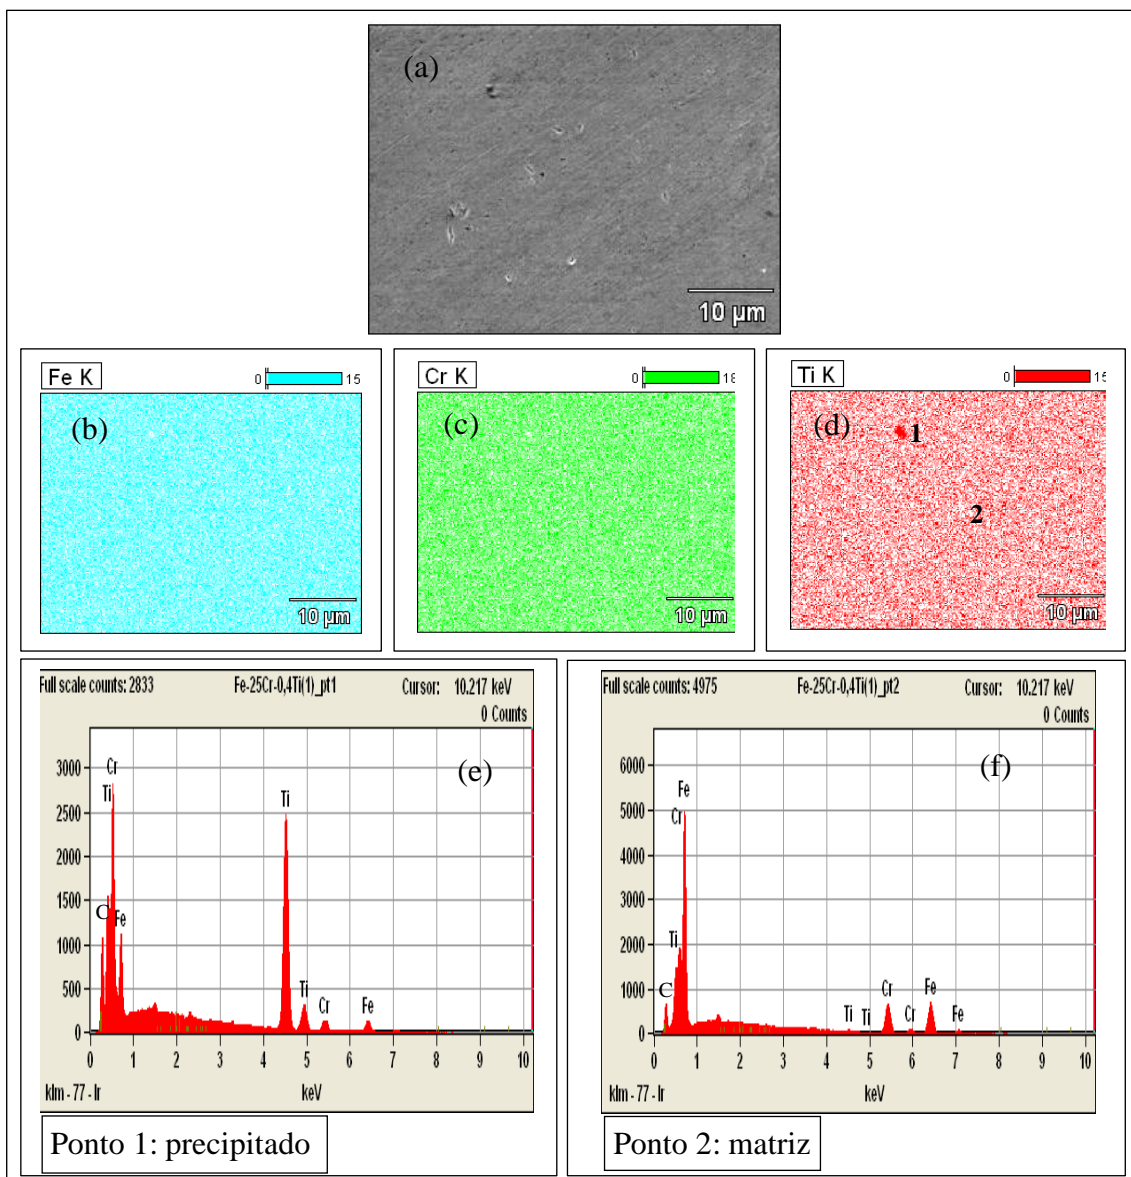 (a)
10 µm
Fe K
0 15
(b)
10 µm
Cr K
0 18
(c)
10 µm
Ti K
0 15
(d)
1
2
10 µm
Full scale counts: 2833 Fe-25Cr-0,4Ti(1)_pt1 Cursor: 10.217 keV
0 Counts
(e)
3000
2500
2000
1500
1000
500
0
Cr
Ti
C
Fe
Ti
Ti
Cr
Fe
0 1 2 3 4 5 6 7 8 9 10
klm - 77 - Ir keV
Ponto 1: precipitado
Full scale counts: 4975 Fe-25Cr-0,4Ti(1)_pt2 Cursor: 10.217 keV
0 Counts
(f)
6000
5000
4000
3000
2000
1000
0
Fe
Cr
Ti
C
Ti
Ti
Cr
Cr
Fe
Fe
0 1 2 3 4 5 6 7 8 9 10
klm - 77 - Ir keV
Ponto 2: matriz